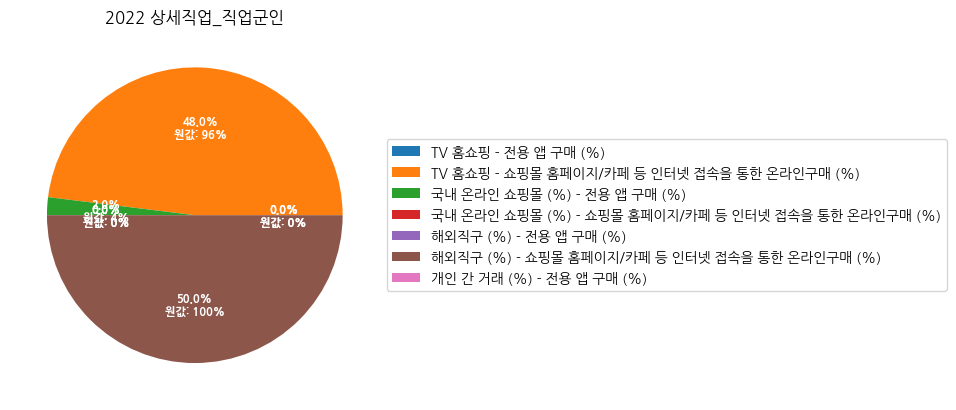 2022 상세직업_직업군인
48.0%
원값: 96%
2.0%
0.0%
원값: 0%
0.0%
원값: 0%
50.0%
원값: 100%
TV 홈쇼핑 - 전용 앱 구매 (%)
TV 홈쇼핑 - 쇼핑몰 홈페이지/카페 등 인터넷 접속을 통한 온라인구매 (%)
국내 온라인 쇼핑몰 (%) - 전용 앱 구매 (%)
국내 온라인 쇼핑몰 (%) - 쇼핑몰 홈페이지/카페 등 인터넷 접속을 통한 온라인구매 (%)
해외직구 (%) - 전용 앱 구매 (%)
해외직구 (%) - 쇼핑몰 홈페이지/카페 등 인터넷 접속을 통한 온라인구매 (%)
개인 간 거래 (%) - 전용 앱 구매 (%)